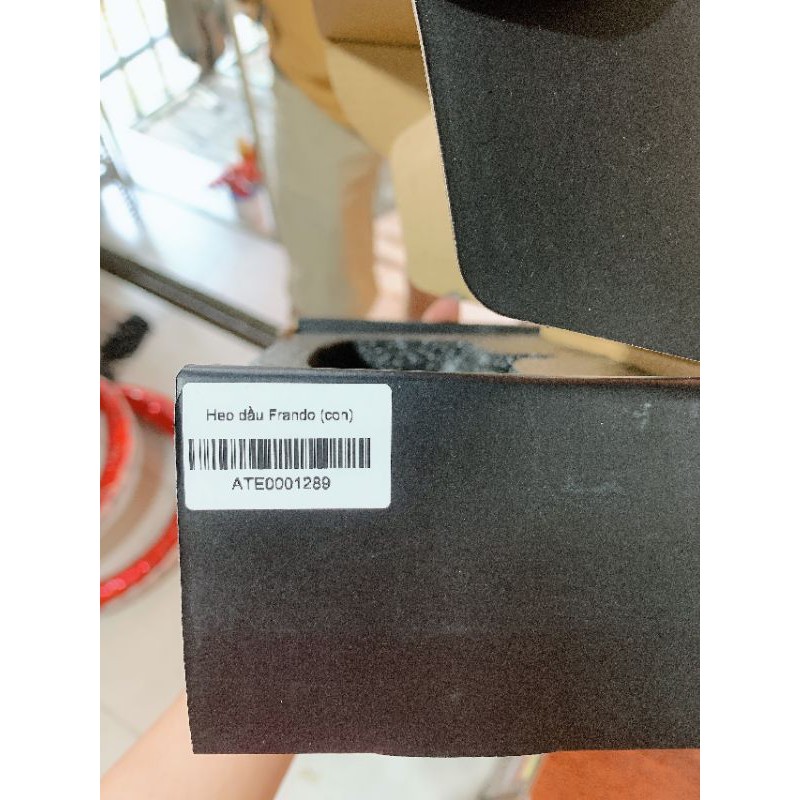 Heo dầu Frando (con)
ATE0001289